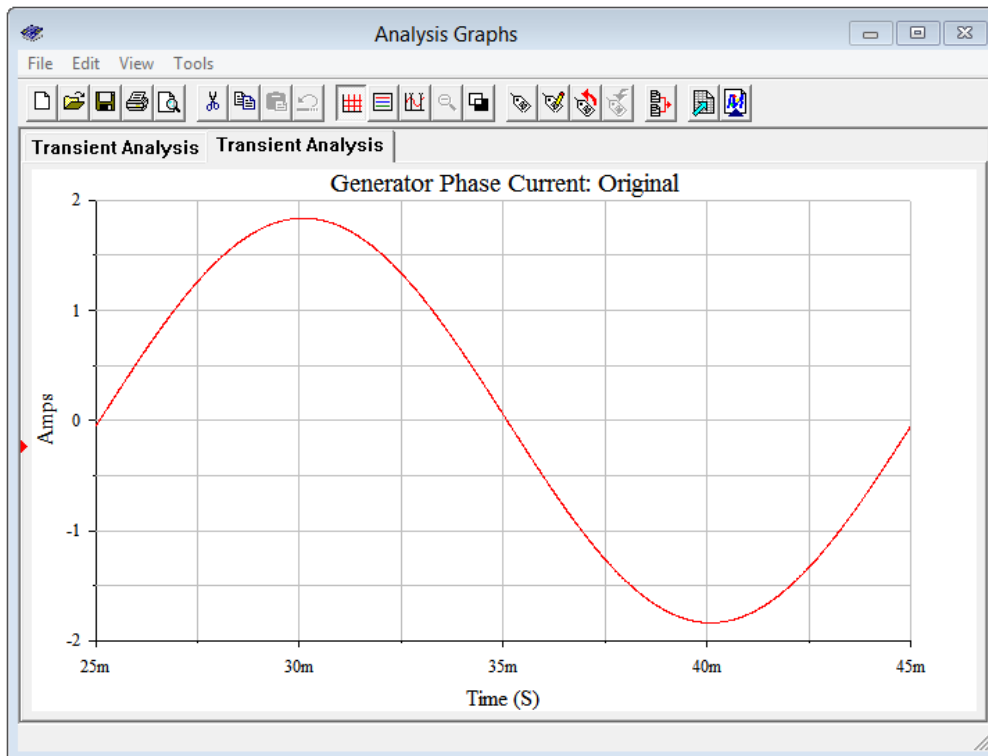 Analysis Graphs
File Edit View Tools
Transient Analysis Transient Analysis
Generator Phase Current: Original
2
1
0
-1
-2
Amps
25m 30m 35m 40m 45m
Time (S)